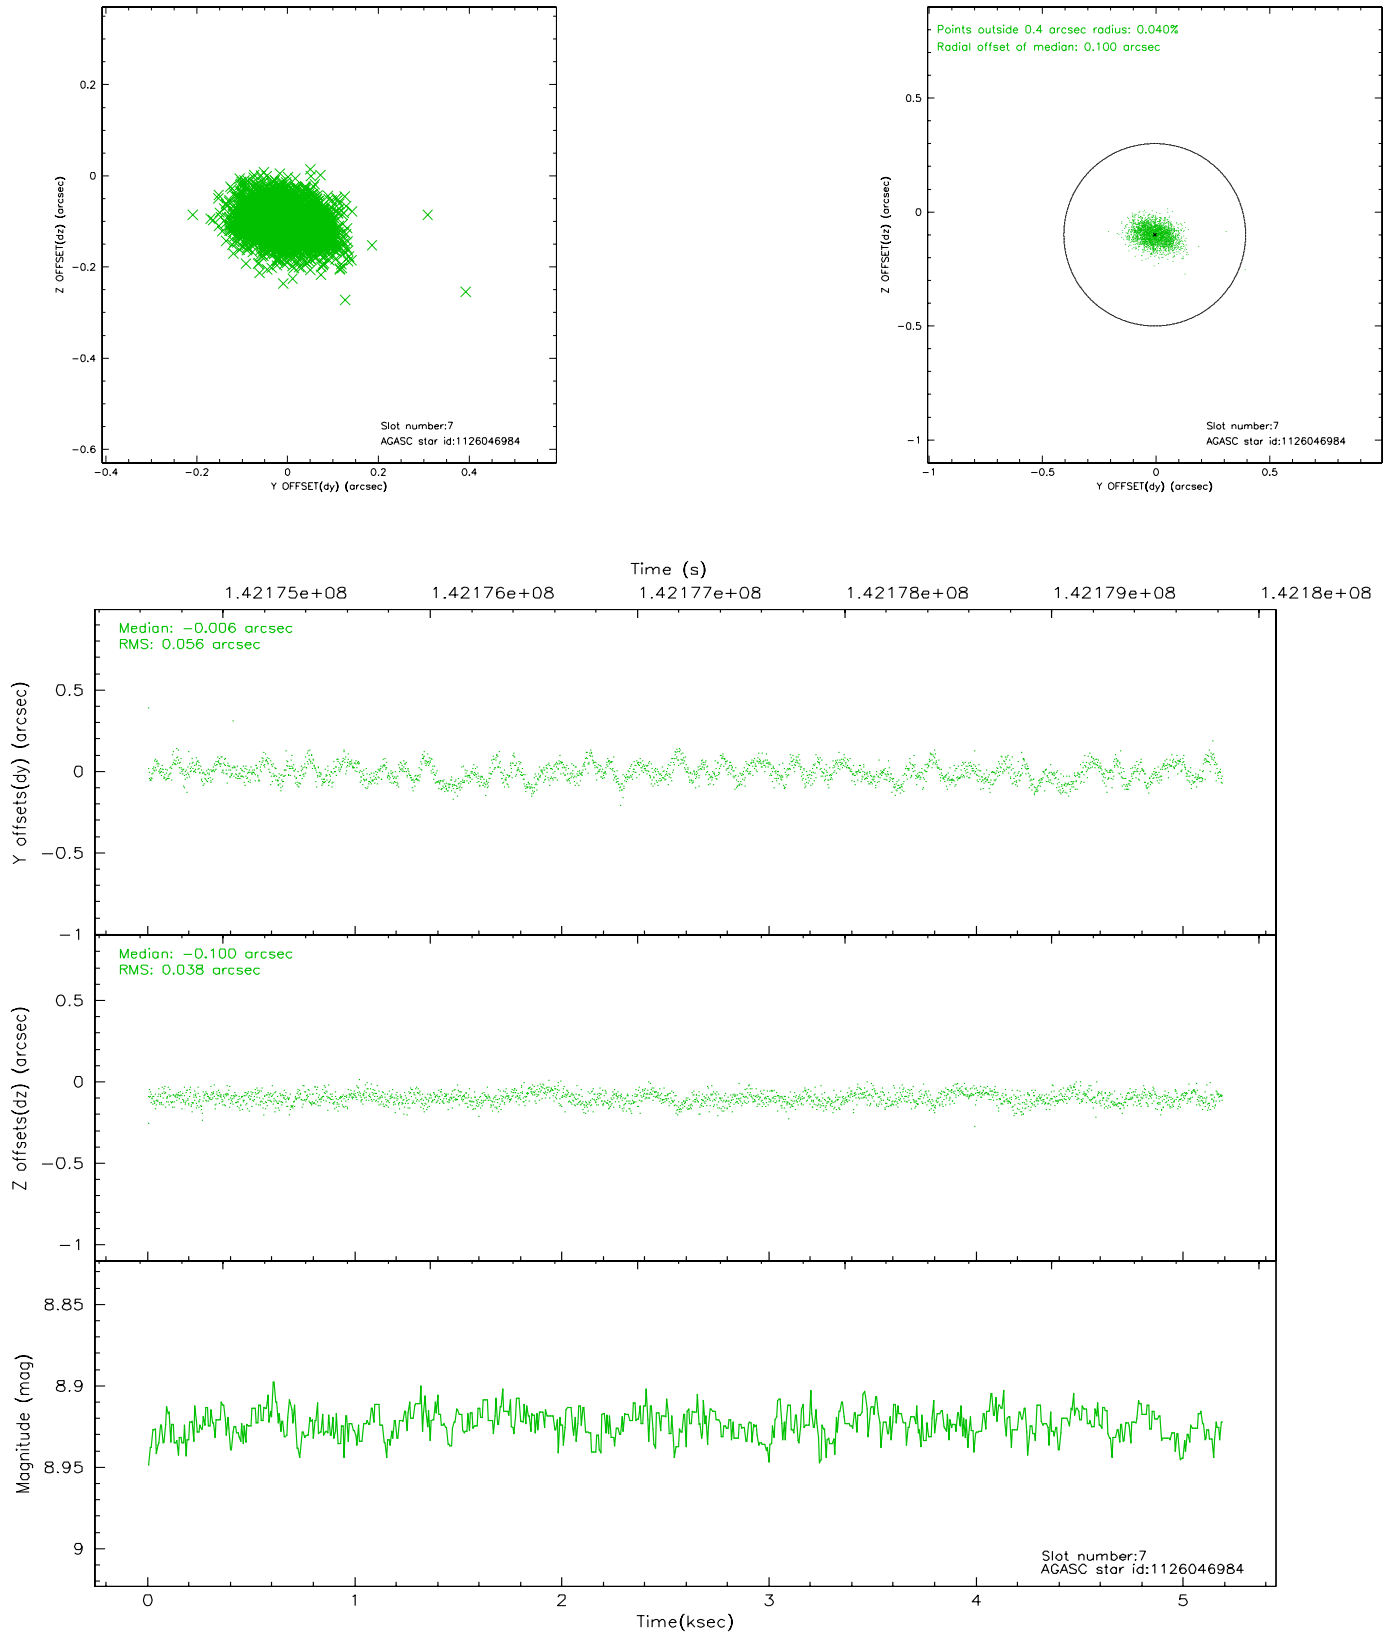 0.2
0
−0.2
−0.4
−0.6
Z OFFSET(dz) (arcsec)
Slot number:7
AGASC star id:1126046984
−0.4 −0.2 0 0.2 0.4
Y OFFSET(dy) (arcsec)
Points outside 0.4 arcsec radius: 0.040%
Radial offset of median: 0.100 arcsec
0.5
0
−0.5
−1
Z OFFSET(dz) (arcsec)
Slot number:7
AGASC star id:1126046984
−1 −0.5 0 0.5
Y OFFSET(dy) (arcsec)
Time (s)
1.42175e+08 1.42176e+08 1.42177e+08 1.42178e+08 1.42179e+08 1.4218e+08
Median: −0.006 arcsec
RMS: 0.056 arcsec
0.5
0
−0.5
−1
Y offsets(dy) (arcsec)
Median: −0.100 arcsec
RMS: 0.038 arcsec
0.5
0
−0.5
−1
Z offsets(dz) (arcsec)
8.85
8.9
8.95
9
Magnitude (mag)
Slot number:7
AGASC star id:1126046984
0 1 2 3 4 5
Time(ksec)